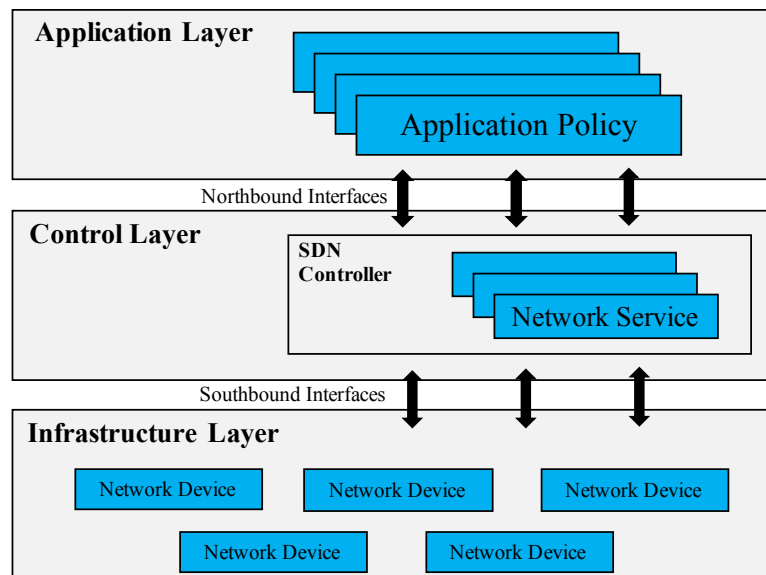 Application Layer
Application Policy
Northbound Interfaces
Control Layer
SDN
Controller
Network Service
Southbound Interfaces
Infrastructure Layer
Network Device
Network Device
Network Device
Network Device
Network Device